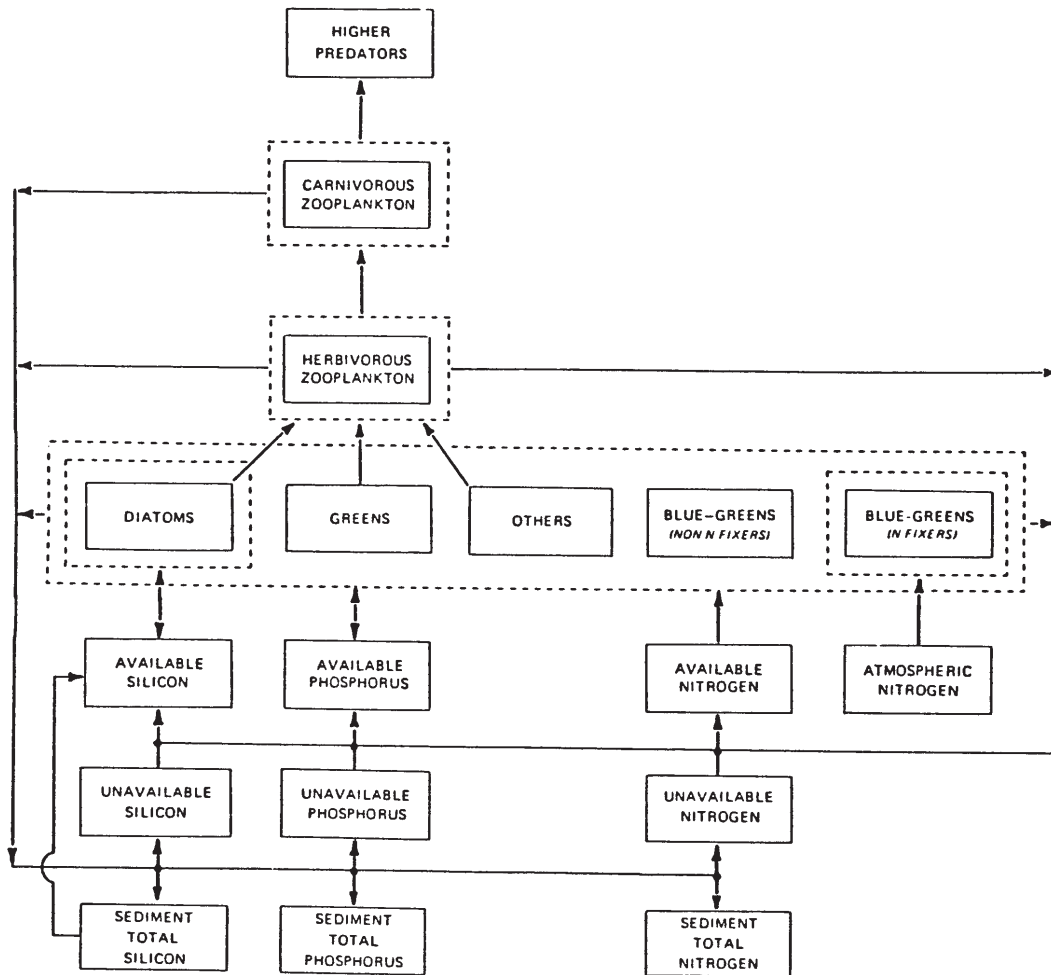 HIGHER
PREDATORS
CARNIVOROUS
ZOOPLANKTON
HERBIVOROUS
ZOOPLANKTON
DIATOMS
GREENS
OTHERS
BLUE-GREENS
(NON N FIXERS)
BLUE-GREENS
(N FIXERS)
AVAILABLE
SILICON
AVAILABLE
PHOSPHORUS
AVAILABLE
NITROGEN
ATMOSPHERIC
NITROGEN
UNAVAILABLE
SILICON
UNAVAILABLE
PHOSPHORUS
UNAVAILABLE
NITROGEN
SEDIMENT
TOTAL
SILICON
SEDIMENT
TOTAL
PHOSPHORUS
SEDIMENT
TOTAL
NITROGEN